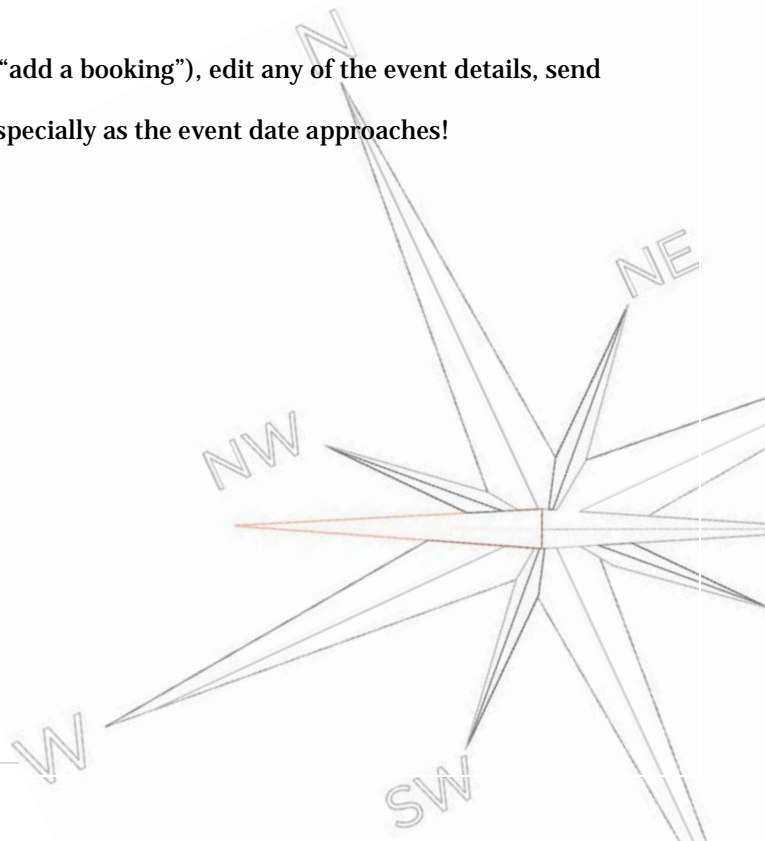 “add a booking”), edit any of the event details, send
specially as the event date approaches!
N
NE
NW
W
SW